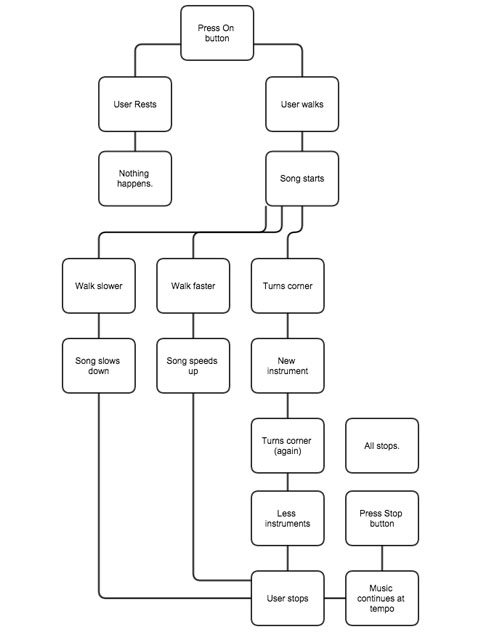 Press On
button
User Rests
User walks
Nothing
happens.
Song starts
Walk slower
Walk faster
Turns corner
Song slows
down
Song speeds
up
New
instrument
Turns corner
(again)
All stops.
Less
instruments
Press Stop
button
User stops
Music
continues at
tempo